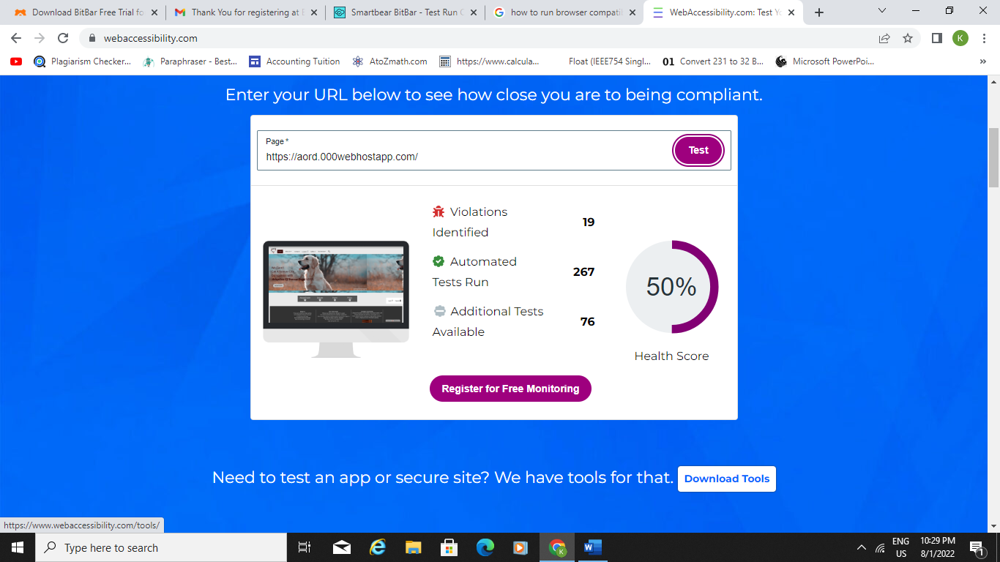 Download BitBar Free Trial fo
Thank You for registering at B
Smartbear BitBar - Test Run C
how to run browser compatil
WebAccessibility.com: Test Yo
webaccessibility.com
K
Plagiarism Checker...
Paraphraser - Best...
Accounting Tuition
AtoZmath.com
https://www.calcula...
Float (IEEE754 Singl...
01 Convert 231 to 32 B...
Microsoft PowerPoi...
»
Enter your URL below to see how close you are to being compliant.
Page *
https://aord.000webhostapp.com/
Test
Violations
Identified
19
Automated
Tests Run
267
Additional Tests
Available
76
50%
Health Score
Register for Free Monitoring
Need to test an app or secure site? We have tools for that.
Download Tools
https://www.webaccessibility.com/tools/
Type here to search
ENG
US
10:29 PM
8/1/2022
1